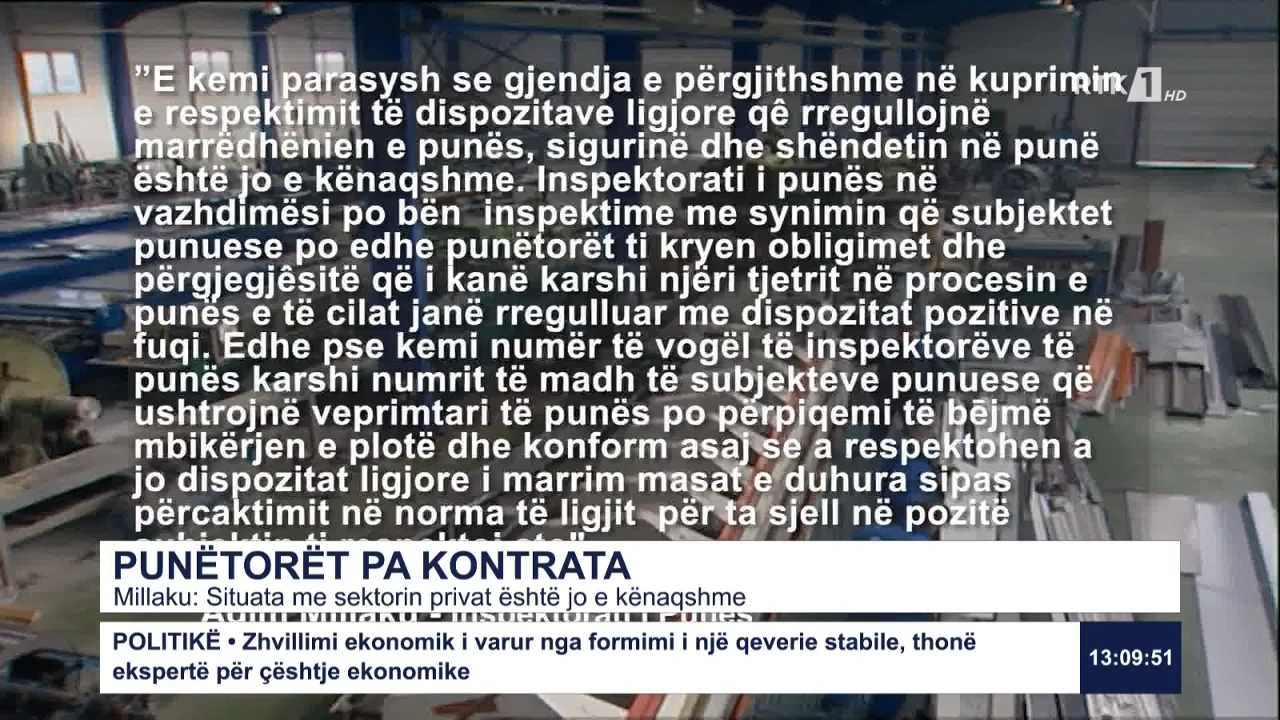 ”E kemi parasysh se gjendja e përgjithshme në kuprimin
RTK 1 HD
e respektimit të dispozitave ligjore që rregullojnë
marrëdhënien e punës, sigurinë dhe shëndetin në punë
është jo e kënaqshme. Inspektorati i punës në
vazhdimësi po bën  inspektime me synimin që subjektet
punuese po edhe punëtorët ti kryen obligimet dhe
përgjegjêsitë që i kanë karshi njëri tjetrit në procesin e
punës e të cilat janë rregulluar me dispozitat pozitive në
fuqi. Edhe pse kemi numër të vogël të inspektorëve të
punës karshi numrit të madh të subjekteve punuese që
ushtrojnë veprimtari të punës po përpiqemi të bëjmë
mbikërjen e plotë dhe konform asaj se a respektohen a
jo dispozitat ligjore i marrim masat e duhura sipas
përcaktimit në norma të ligjit  për ta sjell në pozitë
PUNËTORËT PA KONTRATA
Millaku: Situata me sektorin privat është jo e kënaqshme
POLITIKË • Zhvillimi ekonomik i varur nga formimi i një qeverie stabile, thonë
ekspertë për çështje ekonomike
13:09:51